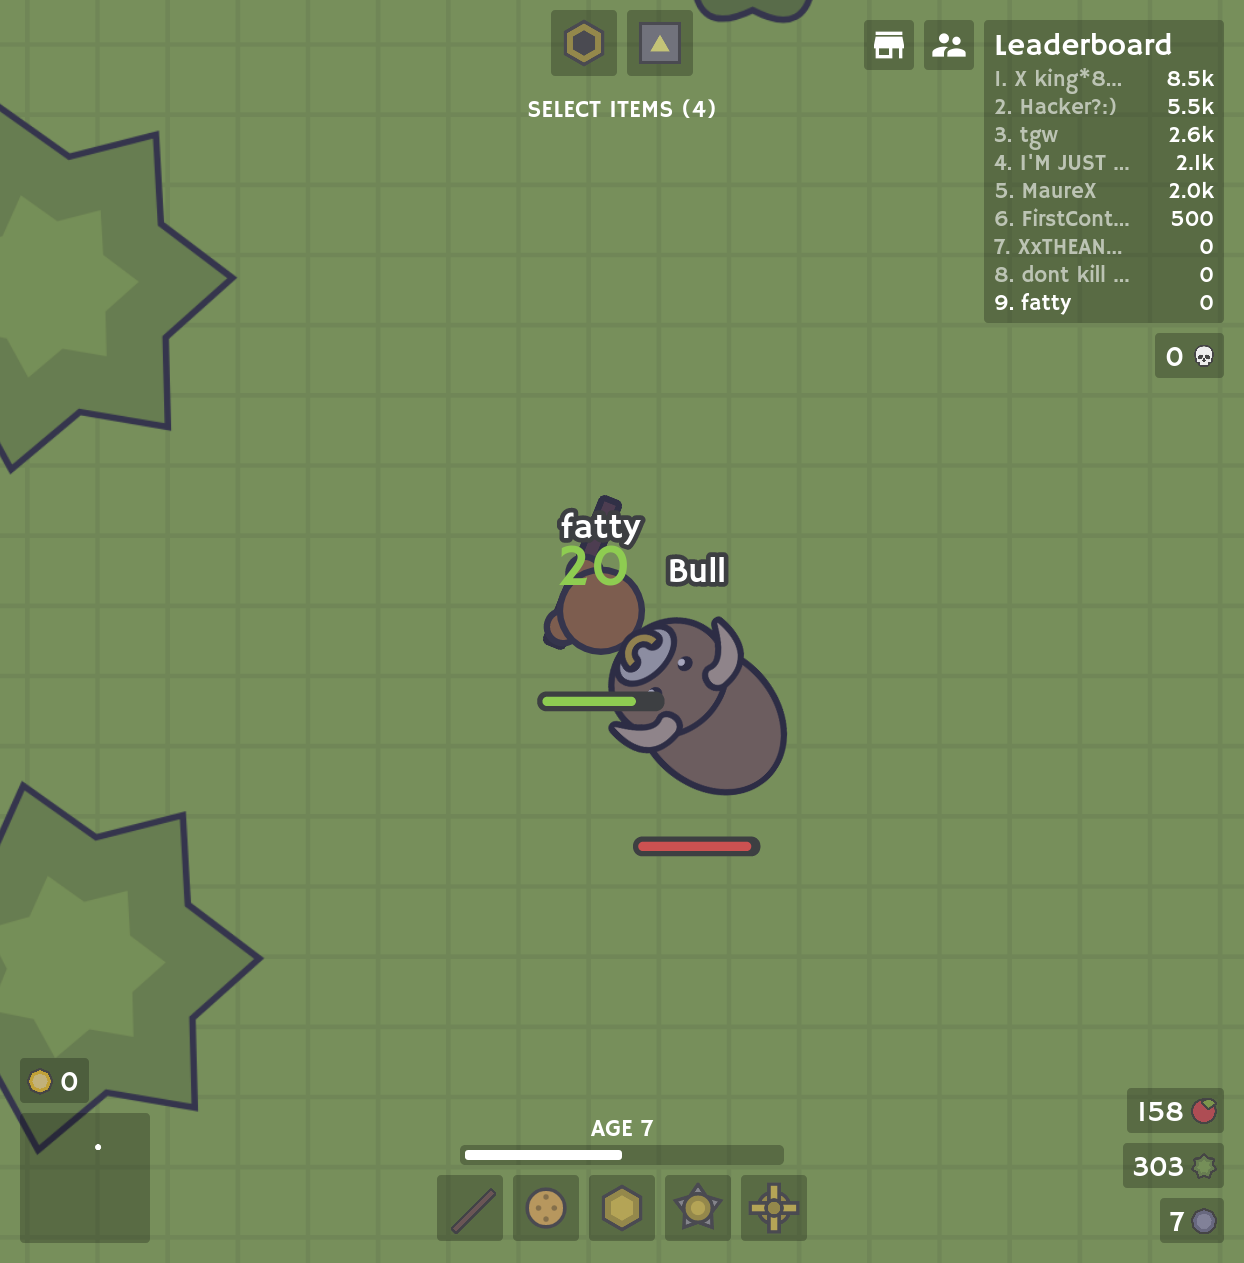 SELECT ITEMS (4)
Leaderboard
1. X king*8... 8.5k
2. Hacker?:) 5.5k
3. tgw 2.6k
4. I'M JUST ... 2.1k
5. MaureX 2.0k
6. FirstCont... 500
7. XxTHEAN... 0
8. dont kill ... 0
9. fatty 0
0
fatty
20
Bull
0
AGE 7
158
303
7